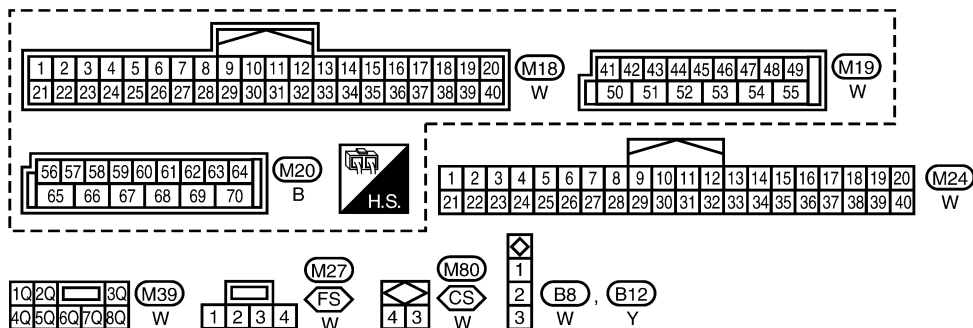 1 2 3 4 5 6 7 8 9 10 11 12 13 14 15 16 17 18 19 20
21 22 23 24 25 26 27 28 29 30 31 32 33 34 35 36 37 38 39 40
M18
W
41 42 43 44 45 46 47 48 49
50 51 52 53 54 55
M19
W
56 57 58 59 60 61 62 63 64
65 66 67 68 69 70
M20
B
H.S.
1 2 3 4 5 6 7 8 9 10 11 12 13 14 15 16 17 18 19 20
21 22 23 24 25 26 27 28 29 30 31 32 33 34 35 36 37 38 39 40
M24
W
1Q 2Q 3Q
4Q 5Q 6Q 7Q 8Q
M39
W
1 2 3 4
M27
FS
W
4 3
M80
CS
W
1
2
3
B8 , B12
W Y